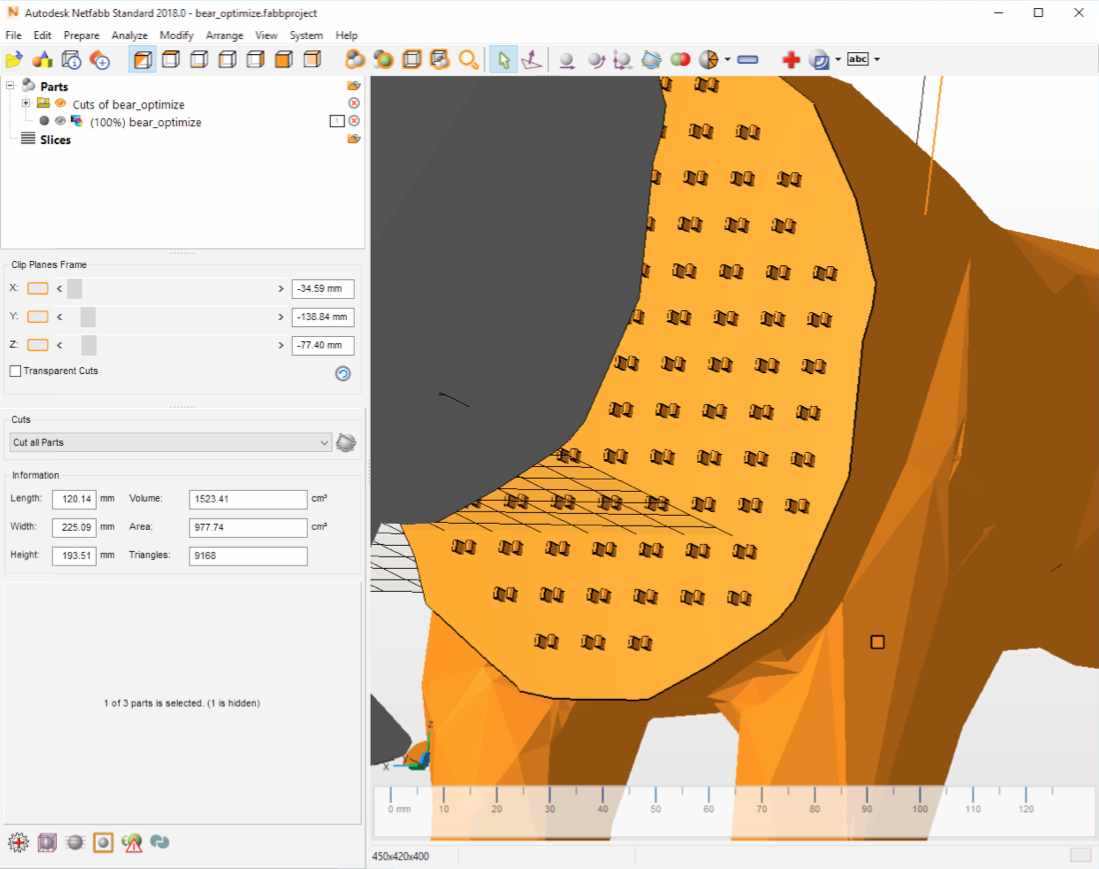 Autodesk Netfabb Standard 2018.0 - bear_optimize.fabbproject
File Edit Prepare Analyze Modify Arrange View System Help
abc
Parts
Cuts of bear_optimize
(100%) bear_optimize
Slices
Clip Planes Frame
X: < > -34.59 mm
Y: < > -138.84 mm
Z: < > -77.40 mm
Transparent Cuts
Cuts
Cut all Parts
Information
Length: 120.14 mm Volume: 1523.41 cm³
Width: 225.09 mm Area: 977.74 cm²
Height: 193.51 mm Triangles: 9168
1 of 3 parts is selected. (1 is hidden)
Z
X
0 mm 10 20 30 40 50 60 70 80 90 100 110 120
450x420x400